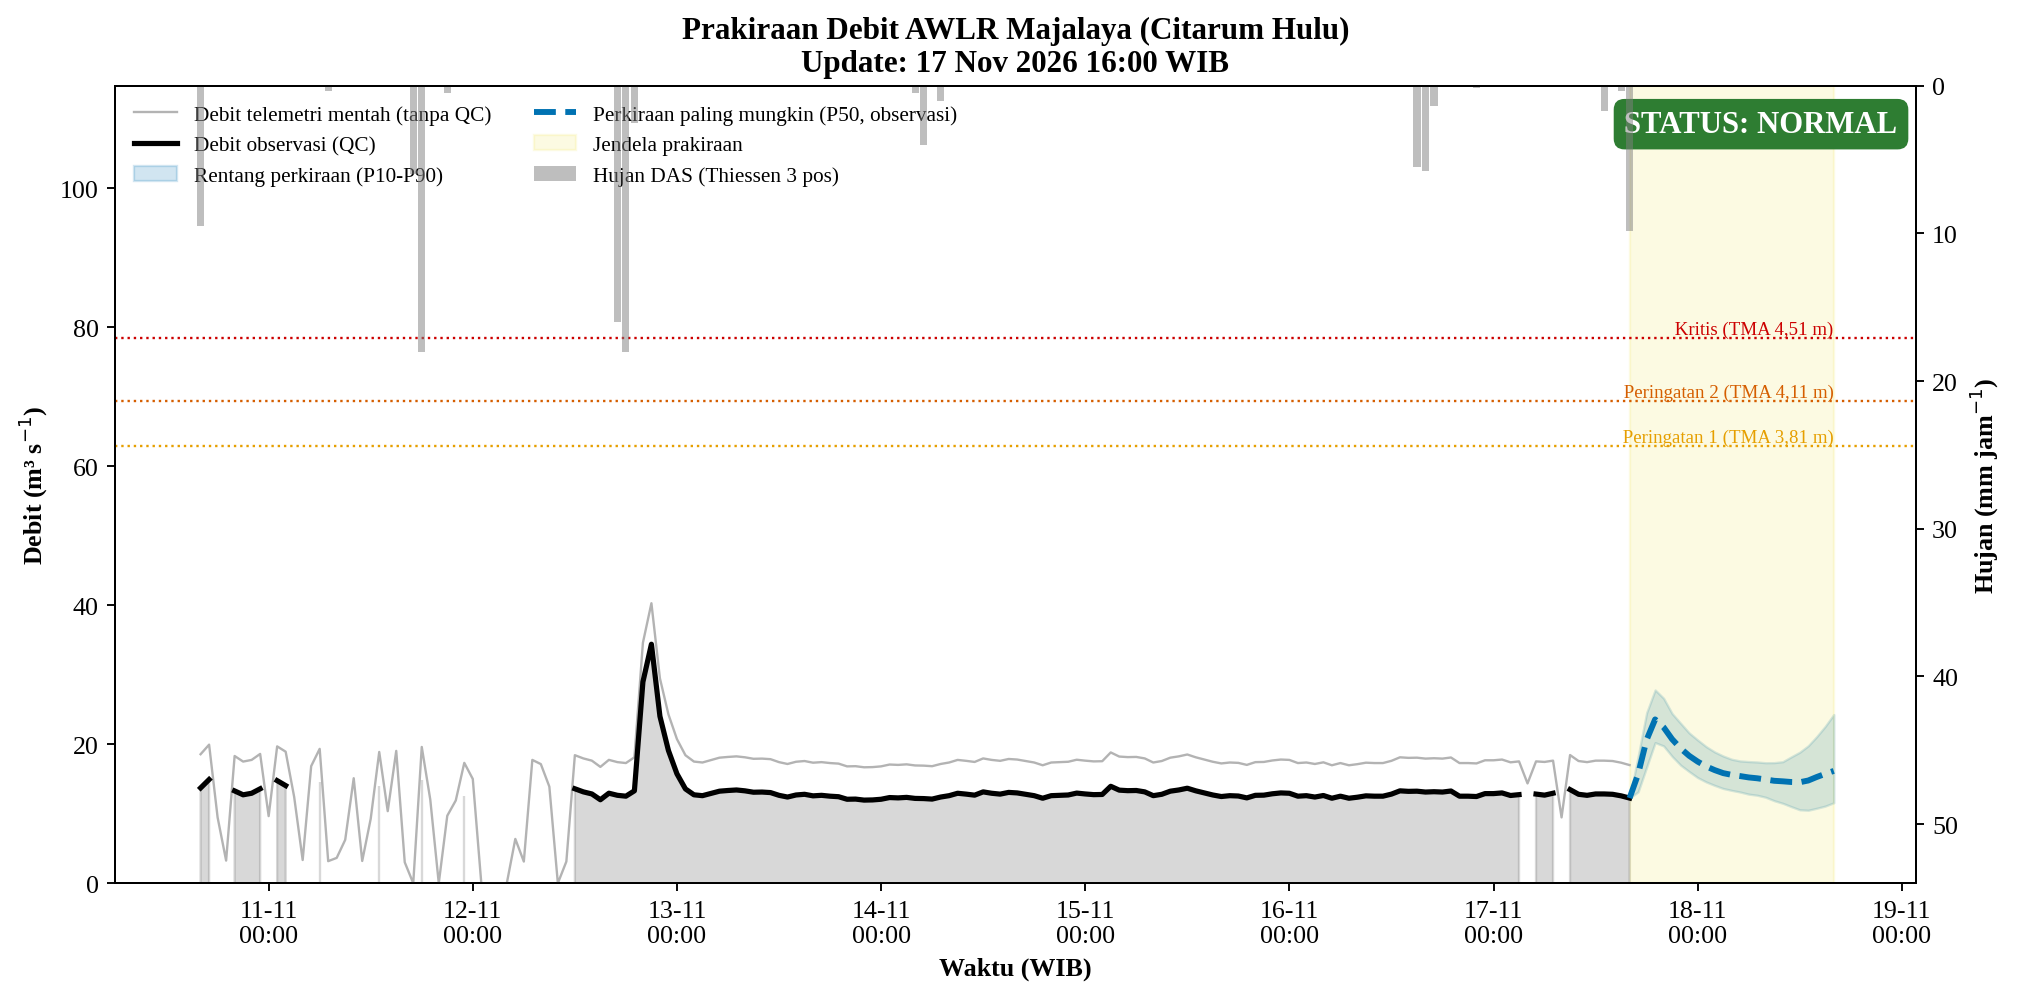 Prakiraan Debit AWLR Majalaya (Citarum Hulu)
Update: 17 Nov 2026 16:00 WIB
Debit telemetri mentah (tanpa QC)
Debit observasi (QC)
Rentang perkiraan (P10-P90)
Perkiraan paling mungkin (P50, observasi)
Jendela prakiraan
Hujan DAS (Thiessen 3 pos)
STATUS: NORMAL
Kritis (TMA 4,51 m)
Peringatan 2 (TMA 4,11 m)
Peringatan 1 (TMA 3,81 m)
Debit (m³ s⁻¹)
100
80
60
40
20
0
Hujan (mm jam⁻¹)
0
10
20
30
40
50
11-11
00:00
12-11
00:00
13-11
00:00
14-11
00:00
15-11
00:00
16-11
00:00
17-11
00:00
18-11
00:00
19-11
00:00
Waktu (WIB)